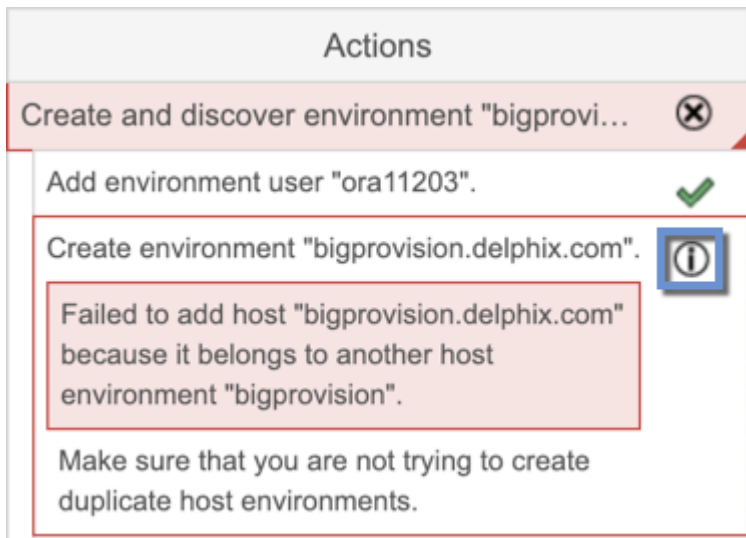 Actions
Create and discover environment "bigprovi...
Add environment user "ora11203".
Create environment "bigprovision.delphix.com".
Failed to add host "bigprovision.delphix.com"
because it belongs to another host
environment "bigprovision".
Make sure that you are not trying to create
duplicate host environments.